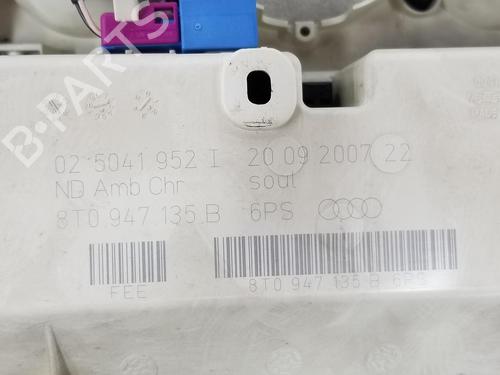 B-PARTS
02 5041 952 I 20 09 2007 22
ND Amb Chr soul
8T0 947 135 B 6PS
FEE
8T0 947 135 B 6PS